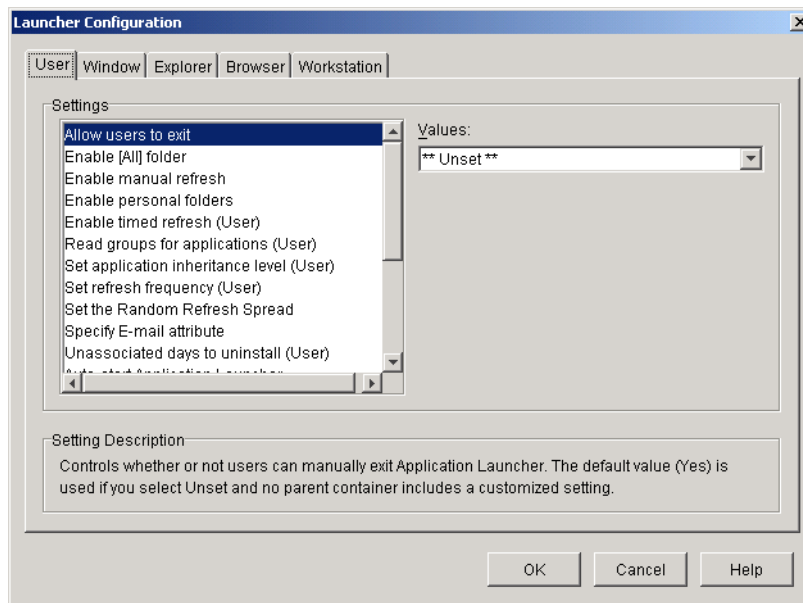 Launcher Configuration
User
Window
Explorer
Browser
Workstation
Settings
Allow users to exit
Enable [All] folder
Enable manual refresh
Enable personal folders
Enable timed refresh (User)
Read groups for applications (User)
Set application inheritance level (User)
Set refresh frequency (User)
Set the Random Refresh Spread
Specify E-mail attribute
Unassociated days to uninstall (User)
Auto-start Application Launcher
Values:
** Unset **
Setting Description
Controls whether or not users can manually exit Application Launcher. The default value (Yes) is
used if you select Unset and no parent container includes a customized setting.
OK
Cancel
Help